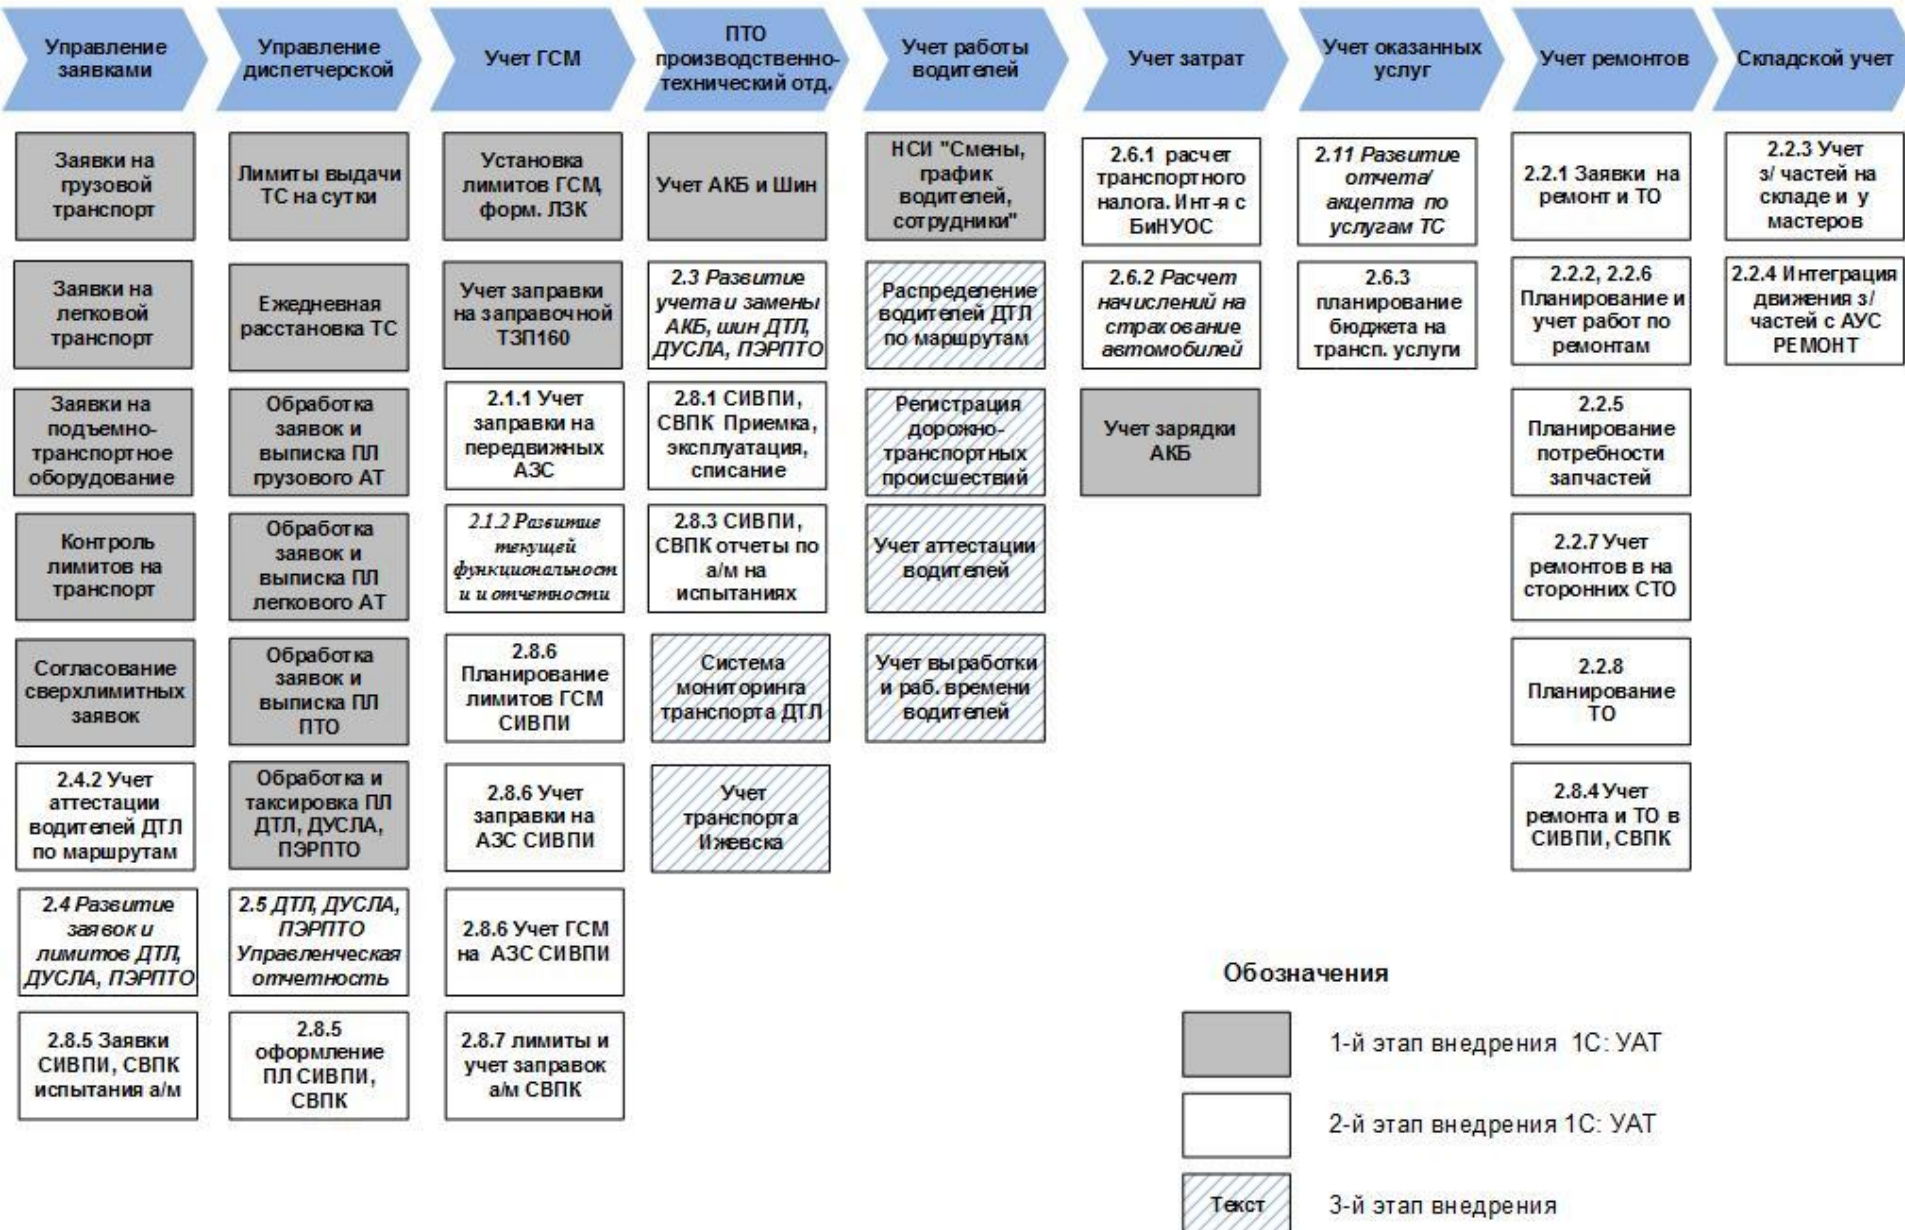 Управление
заявками
Управление
диспетчерской
Учет ГСМ
ПТО
производственно-
технический отд.
Учет работы
водителей
Учет затрат
Учет оказанных
услуг
Учет ремонтов
Складской учет
Заявки на
грузовой
транспорт
Лимиты выдачи
ТС на сутки
Установка
лимитов ГСМ,
форм. ЛЗК
Учет АКБ и Шин
НСИ "Смены,
график
водителей,
сотрудники"
2.6.1 расчет
транспортного
налога. Инт-я с
БиНУОС
2.11 Развитие
отчета/
акцепта по
услугам ТС
2.2.1 Заявки на
ремонт и ТО
2.2.3 Учет
з/ частей на
складе и у
мастеров
Заявки на
легковой
транспорт
Ежедневная
расстановка ТС
Учет заправки
на заправочной
ТЗП160
2.3 Развитие
учета и замены
АКБ, шин ДТЛ,
ДУСЛА, ПЭРПТО
Распределение
водителей ДТЛ
по маршрутам
2.6.2 Расчет
начислений на
страхование
автомобилей
2.6.3
планирование
бюджета на
трансп. услуги
2.2.2, 2.2.6
Планирование и
учет работ по
ремонтам
2.2.4 Интеграция
движения з/
частей с АУС
РЕМОНТ
Заявки на
подъемно-
транспортное
оборудование
Обработка
заявок и
выписка ПЛ
грузового АТ
2.1.1 Учет
заправки на
передвижных
АЗС
2.8.1 СИВПИ,
СВПК Приемка,
эксплуатация,
списание
Регистрация
дорожно-
транспортных
происшествий
Учет зарядки
АКБ
2.2.5
Планирование
потребности
запчастей
Контроль
лимитов на
транспорт
Обработка
заявок и
выписка ПЛ
легкового АТ
2.1.2 Развитие
текущей
функциональност
и и отчетности
2.8.3 СИВПИ,
СВПК отчеты по
а/м на
испытаниях
Учет аттестации
водителей
2.2.7 Учет
ремонтов в на
сторонних СТО
Согласование
сверхлимитных
заявок
Обработка
заявок и
выписка ПЛ
ПТО
2.8.6
Планирование
лимитов ГСМ
СИВПИ
Система
мониторинга
транспорта ДТЛ
Учет выработки
и раб. времени
водителей
2.2.8
Планирование
ТО
2.4.2 Учет
аттестации
водителей ДТЛ
по маршрутам
Обработка и
таксировка ПЛ
ДТЛ, ДУСЛА,
ПЭРПТО
2.8.6 Учет
заправки на
АЗС СИВПИ
Учет
транспорта
Ижевска
2.8.4 Учет
ремонта и ТО в
СИВПИ, СВПК
2.4 Развитие
заявок и
лимитов ДТЛ,
ДУСЛА, ПЭРПТО
2.5 ДТЛ, ДУСЛА,
ПЭРПТО
Управленческая
отчетность
2.8.6 Учет ГСМ
на АЗС СИВПИ
2.8.5 Заявки
СИВПИ, СВПК
испытания а/м
2.8.5
оформление
ПЛ СИВПИ,
СВПК
2.8.7 лимиты и
учет заправок
а/м СВПК
Обозначения
1-й этап внедрения 1С: УАТ
2-й этап внедрения 1С: УАТ
Текст
3-й этап внедрения